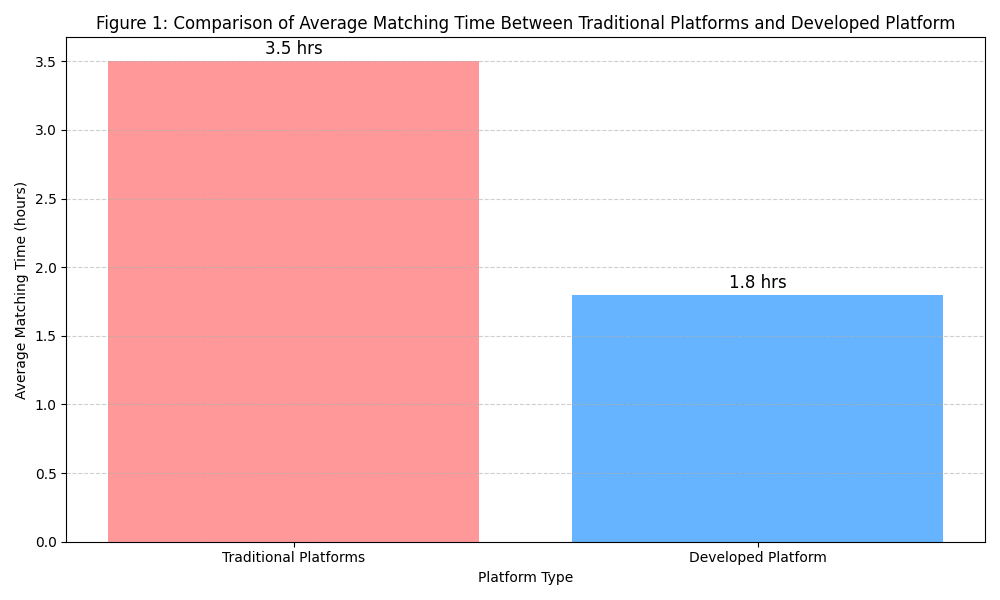 Figure 1: Comparison of Average Matching Time Between Traditional Platforms and Developed Platform
3.5 hrs
1.8 hrs
3.5
3.0
2.5
2.0
1.5
1.0
0.5
0.0
Average Matching Time (hours)
Traditional Platforms
Developed Platform
Platform Type